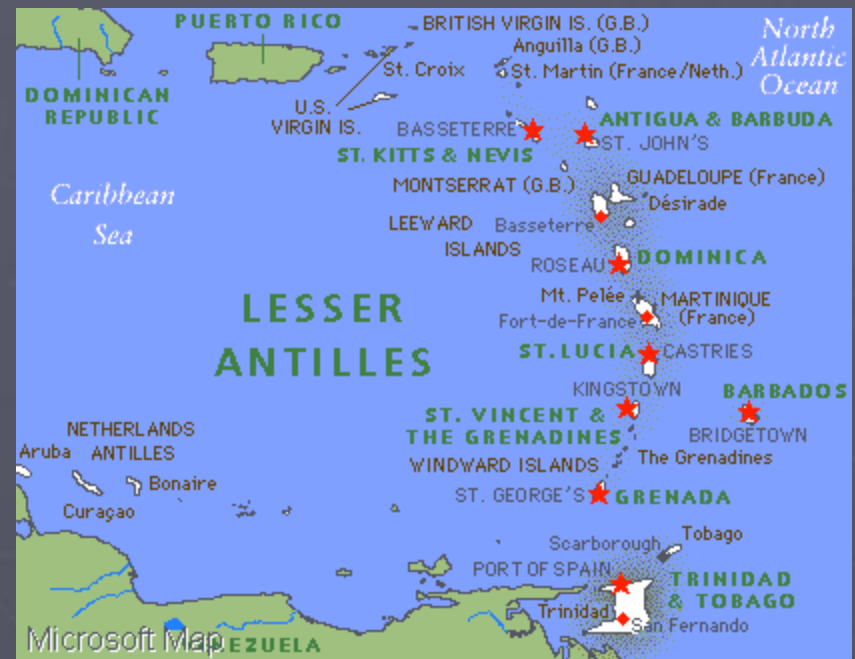 PUERTO RICO
BRITISH VIRGIN IS. (G.B.)
Anguilla (G.B.)
North
Atlantic
Ocean
St. Croix
St. Martin (France/Neth.)
DOMINICAN
REPUBLIC
U.S.
VIRGIN IS.
BASSETERRE
ANTIGUA & BARBUDA
ST. JOHN'S
ST. KITTS & NEVIS
MONTSERRAT (G.B.)
GUADELOUPE (France)
Désirade
Caribbean
Sea
LEEWARD
ISLANDS
Basseterre
ROSEAU
DOMINICA
Mt. Pelée
MARTINIQUE
(France)
Fort-de-France
LESSER
ANTILLES
ST. LUCIA
CASTRIES
KINGSTOWN
BARBADOS
ST. VINCENT &
THE GRENADINES
BRIDGETOWN
NETHERLANDS
ANTILLES
Aruba
Bonaire
Curaçao
The Grenadines
WINDWARD ISLANDS
ST. GEORGE'S
GRENADA
Tobago
Scarborough
PORT OF SPAIN
TRINIDAD
& TOBAGO
Trinidad
San Fernando
Microsoft Map
EZUELA